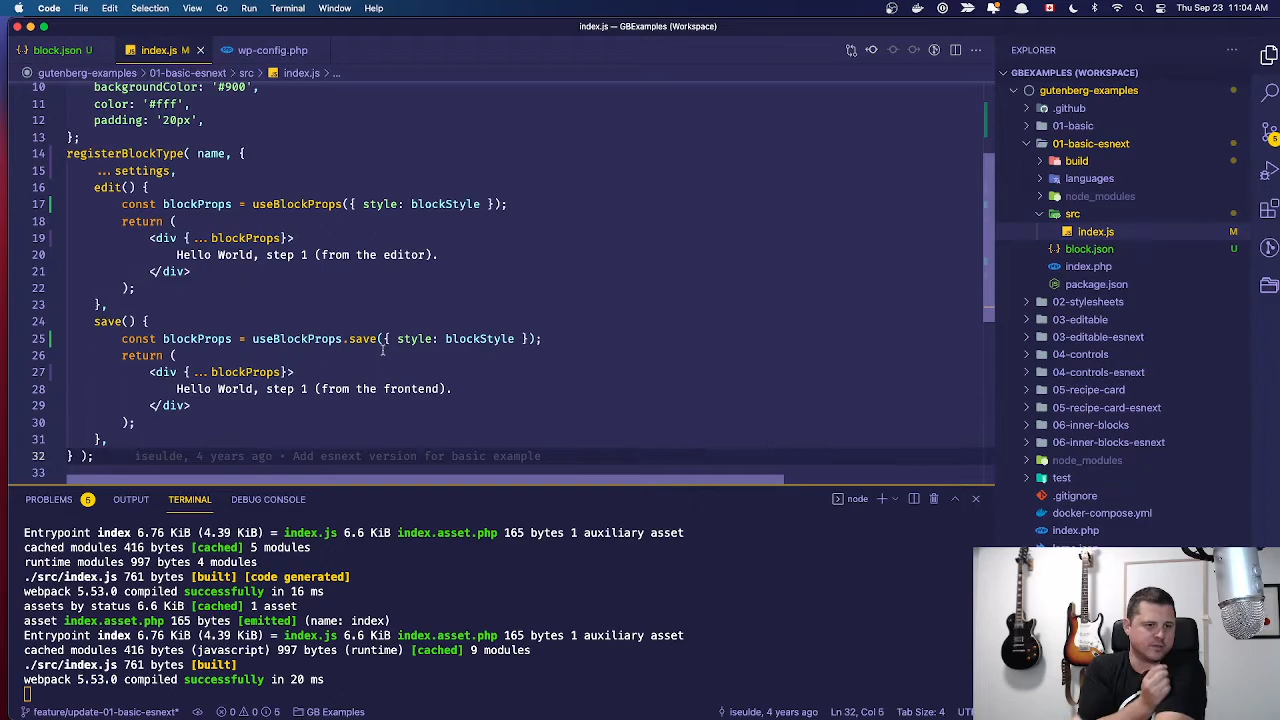 Code File Edit Selection View Go Run Terminal Window Help Thu Sep 23 11:04 AM
index.js — GBExamples (Workspace)
block.json U index.js M wp-config.php EXPLORER
gutenberg-examples > 01-basic-esnext > src > index.js > ...
GBEXAMPLES (WORKSPACE)
10 backgroundColor: '#900',
11 color: '#fff',
12 padding: '20px',
13 };
14 registerBlockType( name, {
15 ...settings,
16 edit() {
17 const blockProps = useBlockProps({ style: blockStyle });
18 return (
19 <div {...blockProps}>
20 Hello World, step 1 (from the editor).
21 </div>
22 );
23 },
24 save() {
25 const blockProps = useBlockProps.save({ style: blockStyle });
26 return (
27 <div {...blockProps}>
28 Hello World, step 1 (from the frontend).
29 </div>
30 );
31 },
32 } ); iseulde, 4 years ago • Add esnext version for basic example
33
gutenberg-examples
.github
01-basic
01-basic-esnext
build
languages
node_modules
src
index.js M
block.json U
index.php
package.json
02-stylesheets
03-editable
03-editable-esnext
04-controls
04-controls-esnext
05-recipe-card
05-recipe-card-esnext
06-inner-blocks
06-inner-blocks-esnext
node_modules
test
.gitignore
docker-compose.yml
index.php
5
PROBLEMS 5 OUTPUT TERMINAL DEBUG CONSOLE node
Entrypoint index 6.76 KiB (4.39 KiB) = index.js 6.6 KiB index.asset.php 165 bytes 1 auxiliary asset
cached modules 416 bytes [cached] 5 modules
runtime modules 997 bytes 4 modules
./src/index.js 761 bytes [built] [code generated]
webpack 5.53.0 compiled successfully in 16 ms
assets by status 6.6 KiB [cached] 1 asset
asset index.asset.php 165 bytes [emitted] (name: index)
Entrypoint index 6.76 KiB (4.39 KiB) = index.js 6.6 KiB index.asset.php 165 bytes 1 auxiliary asset
cached modules 416 bytes (javascript) 997 bytes (runtime) [cached] 9 modules
./src/index.js 761 bytes [built]
webpack 5.53.0 compiled successfully in 20 ms
feature/update-01-basic-esnext* 0 0 5 GB Examples iseulde, 4 years ago Ln 32, Col 5 Tab Size: 4